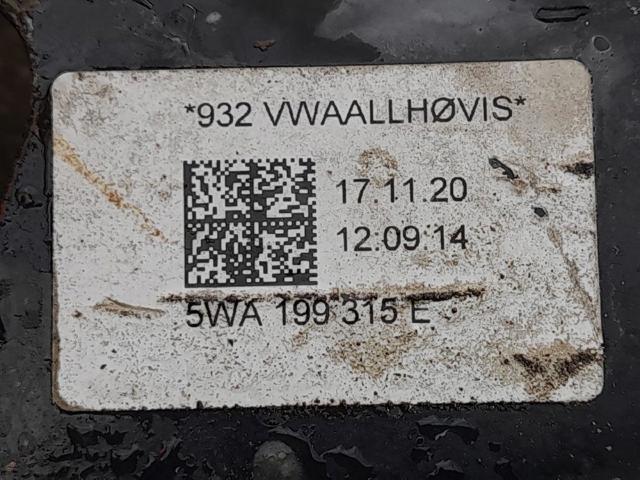 *932 VWAALLHØVIS*
17.11.20
12.09.14
5WA 199 315 E